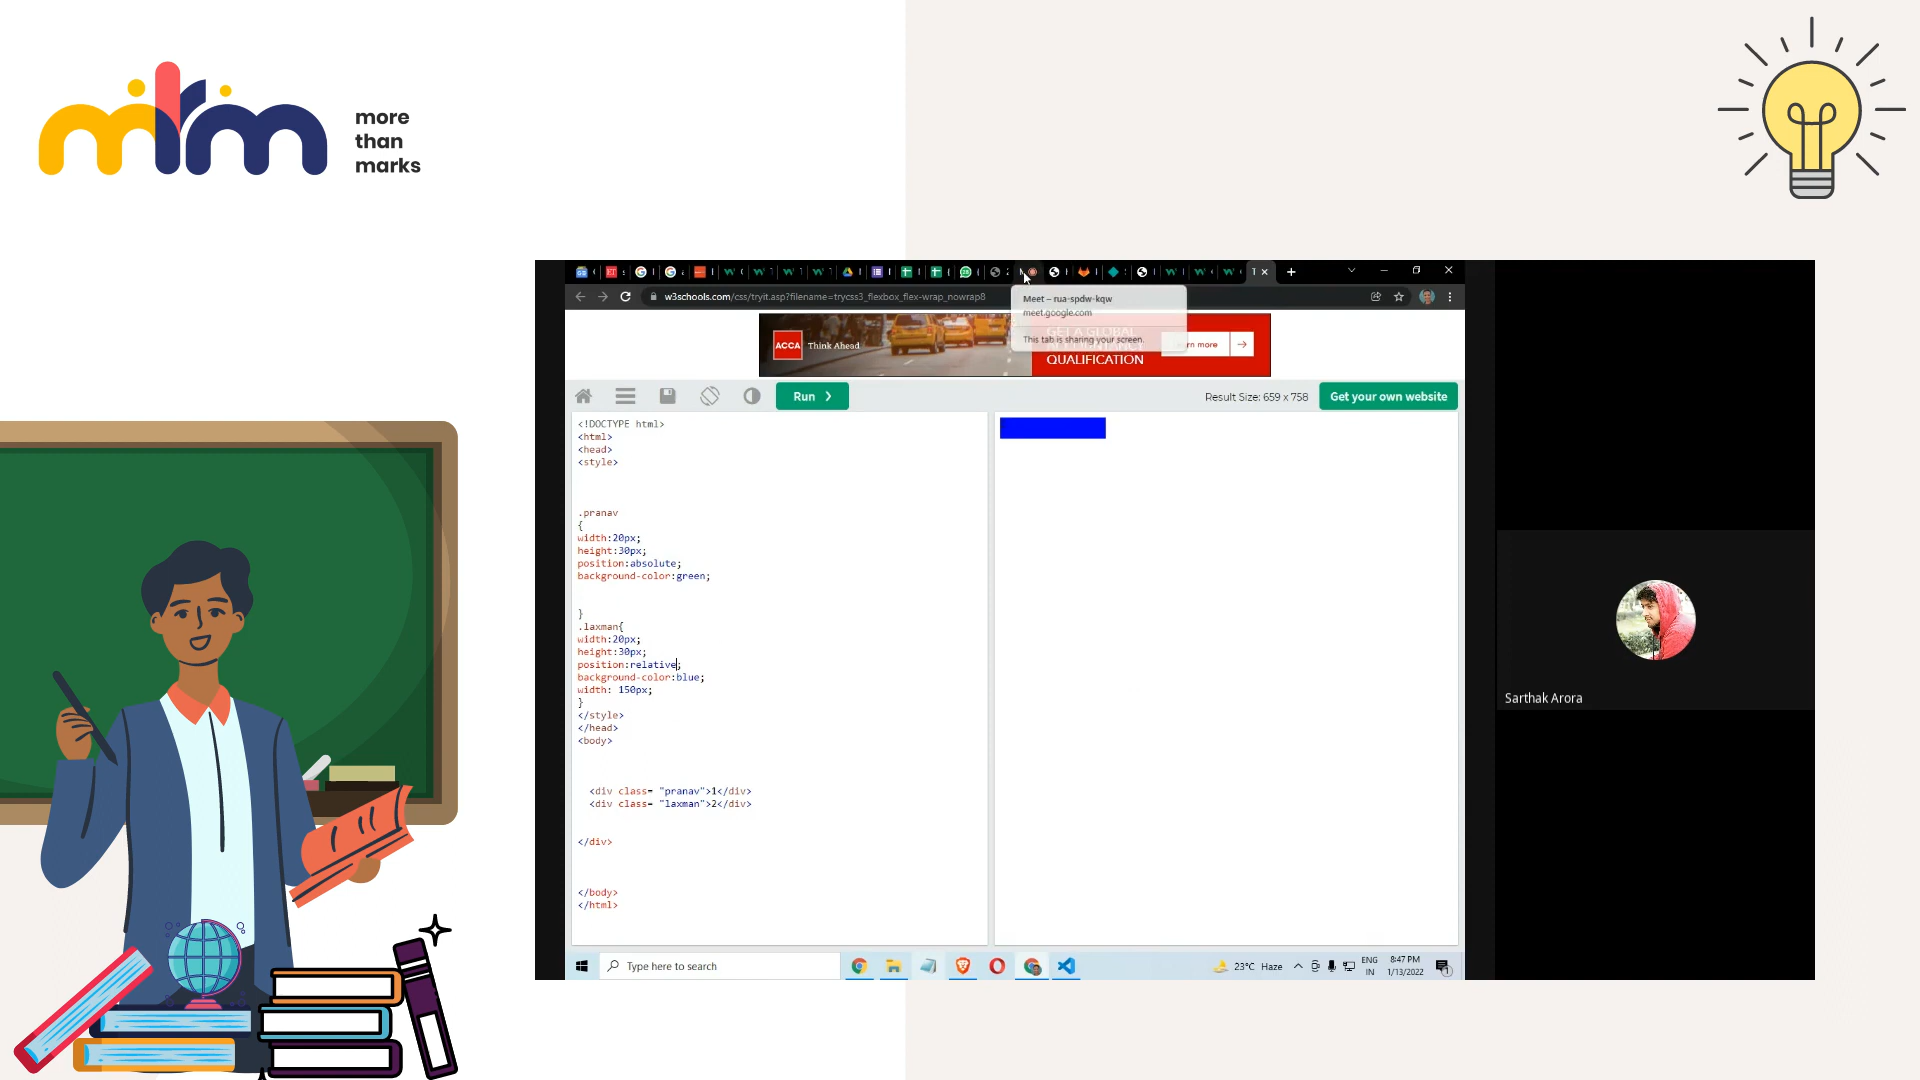 mtm
more
than
marks
w3schools.com/css/tryit.asp?filename=trycss3_flexbox_flex-wrap_nowrap8
Meet – rua-spdw-kqw
meet.google.com
This tab is sharing your screen.
ACCA
Think Ahead
GET A GLOBAL
QUALIFICATION
Run ❯
Result Size: 659 x 758
Get your own website
<!DOCTYPE html>
<html>
<head>
<style>
.pranav
{
width:20px;
height:30px;
position:absolute;
background-color:green;
}
.laxman{
width:20px;
height:30px;
position:relative;
background-color:blue;
width: 150px;
}
</style>
</head>
<body>
<div class= "pranav">1</div>
<div class= "laxman">2</div>
</div>
</body>
</html>
Sarthak Arora
Type here to search
23°C Haze
ENG
IN
8:47 PM
1/13/2022